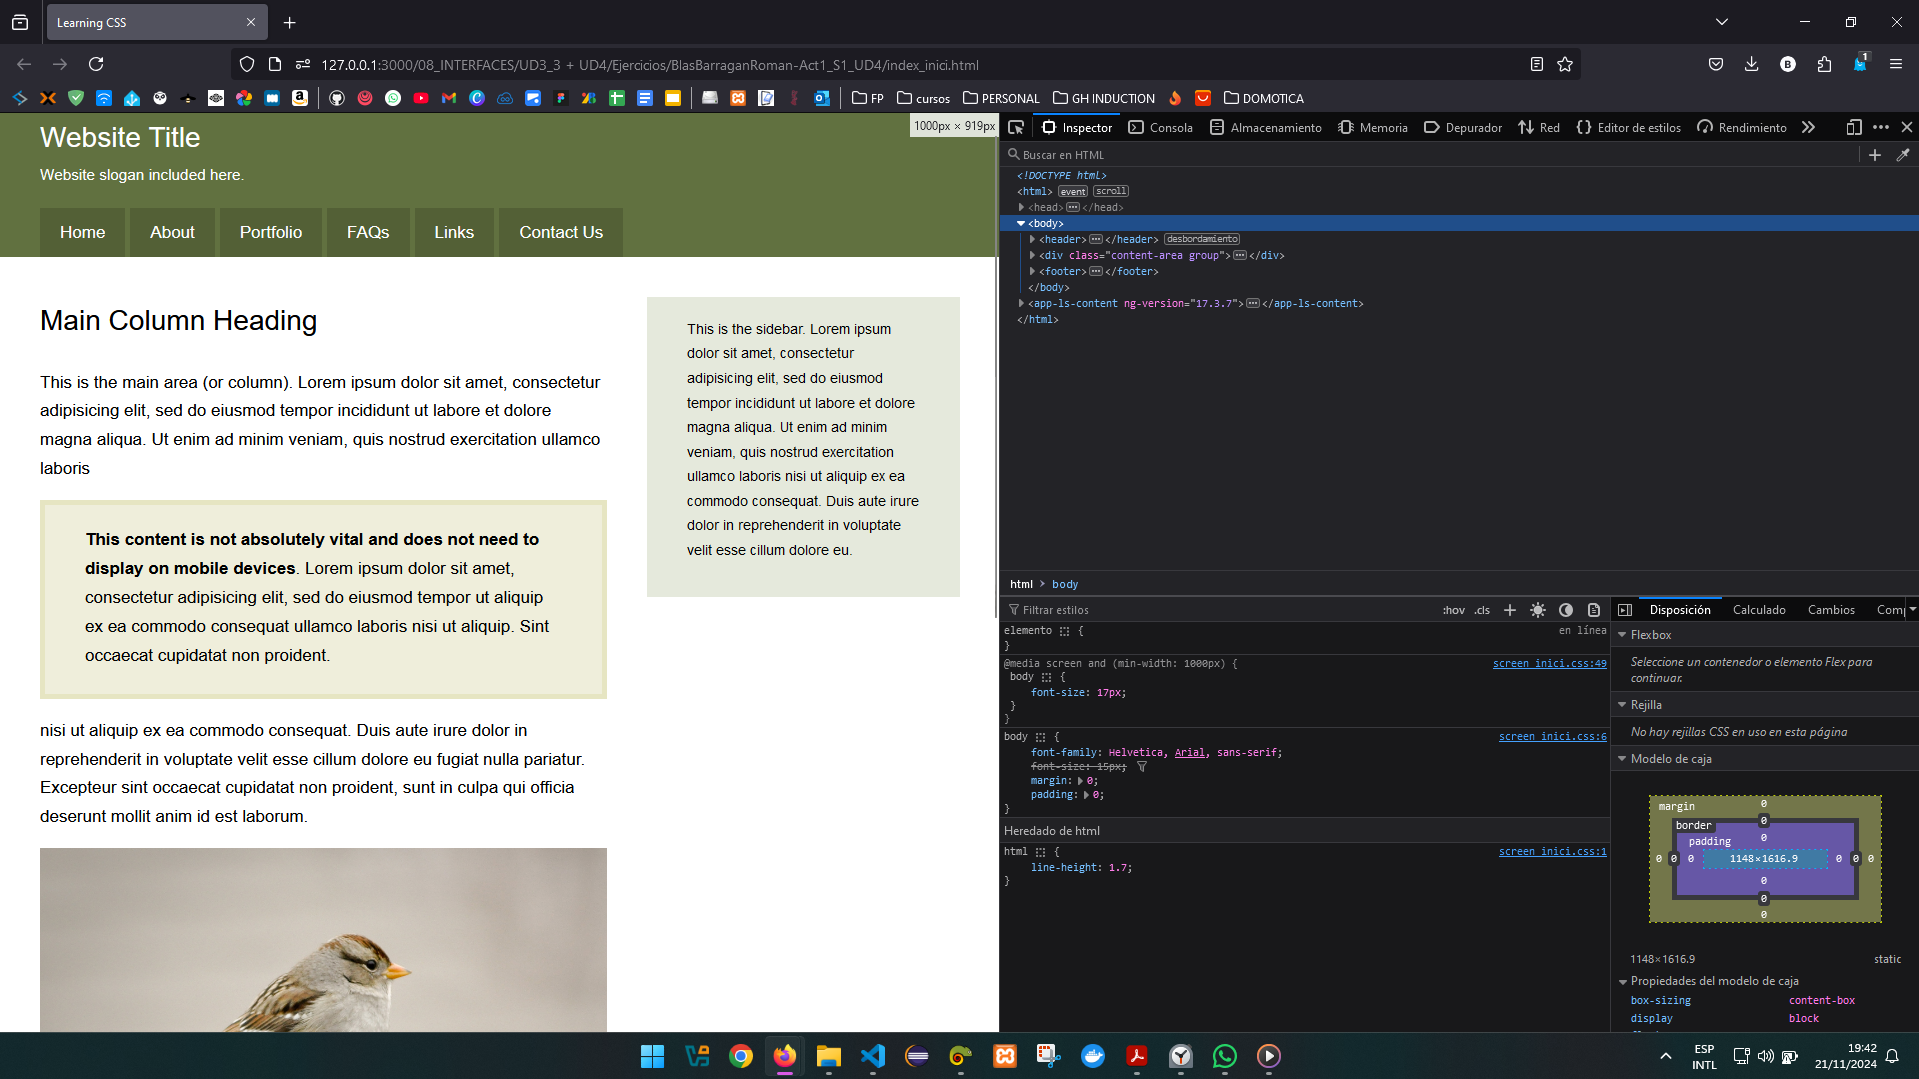 Learning CSS
127.0.0.1:3000/08_INTERFACES/UD3_3 + UD4/Ejercicios/BlasBarraganRoman-Act1_S1_UD4/index_inici.html
B
1
FP
cursos
PERSONAL
GH INDUCTION
DOMOTICA
Website Title
Website slogan included here.
Home
About
Portfolio
FAQs
Links
Contact Us
1000px × 919px
Main Column Heading
This is the main area (or column). Lorem ipsum dolor sit amet, consectetur
adipisicing elit, sed do eiusmod tempor incididunt ut labore et dolore
magna aliqua. Ut enim ad minim veniam, quis nostrud exercitation ullamco
laboris
This content is not absolutely vital and does not need to
display on mobile devices. Lorem ipsum dolor sit amet,
consectetur adipisicing elit, sed do eiusmod tempor ut aliquip
ex ea commodo consequat ullamco laboris nisi ut aliquip. Sint
occaecat cupidatat non proident.
nisi ut aliquip ex ea commodo consequat. Duis aute irure dolor in
reprehenderit in voluptate velit esse cillum dolore eu fugiat nulla pariatur.
Excepteur sint occaecat cupidatat non proident, sunt in culpa qui officia
deserunt mollit anim id est laborum.
This is the sidebar. Lorem ipsum
dolor sit amet, consectetur
adipisicing elit, sed do eiusmod
tempor incididunt ut labore et dolore
magna aliqua. Ut enim ad minim
veniam, quis nostrud exercitation
ullamco laboris nisi ut aliquip ex ea
commodo consequat. Duis aute irure
dolor in reprehenderit in voluptate
velit esse cillum dolore eu.
Inspector
Consola
Almacenamiento
Memoria
Depurador
Red
Editor de estilos
Rendimiento
Buscar en HTML
<!DOCTYPE html>
<html> event scroll
<head> ••• </head>
<body>
<header> ••• </header> desbordamiento
<div class="content-area group"> ••• </div>
<footer> ••• </footer>
</body>
<app-ls-content ng-version="17.3.7"> ••• </app-ls-content>
</html>
html > body
Filtrar estilos
:hov .cls
elemento { en línea
}
@media screen and (min-width: 1000px) { screen_inici.css:49
body {
font-size: 17px;
}
}
body { screen_inici.css:6
font-family: Helvetica, Arial, sans-serif;
font-size: 15px;
margin: 0;
padding: 0;
}
Heredado de html
html { screen_inici.css:1
line-height: 1.7;
}
Disposición
Calculado
Cambios
Com
Flexbox
Seleccione un contenedor o elemento Flex para
continuar.
Rejilla
No hay rejillas CSS en uso en esta página
Modelo de caja
margin 0
border 0
padding 0
0 0 0 1148×1616.9 0 0 0
0
0
0
1148×1616.9 static
Propiedades del modelo de caja
box-sizing content-box
display block
ESP
INTL
19:42
21/11/2024